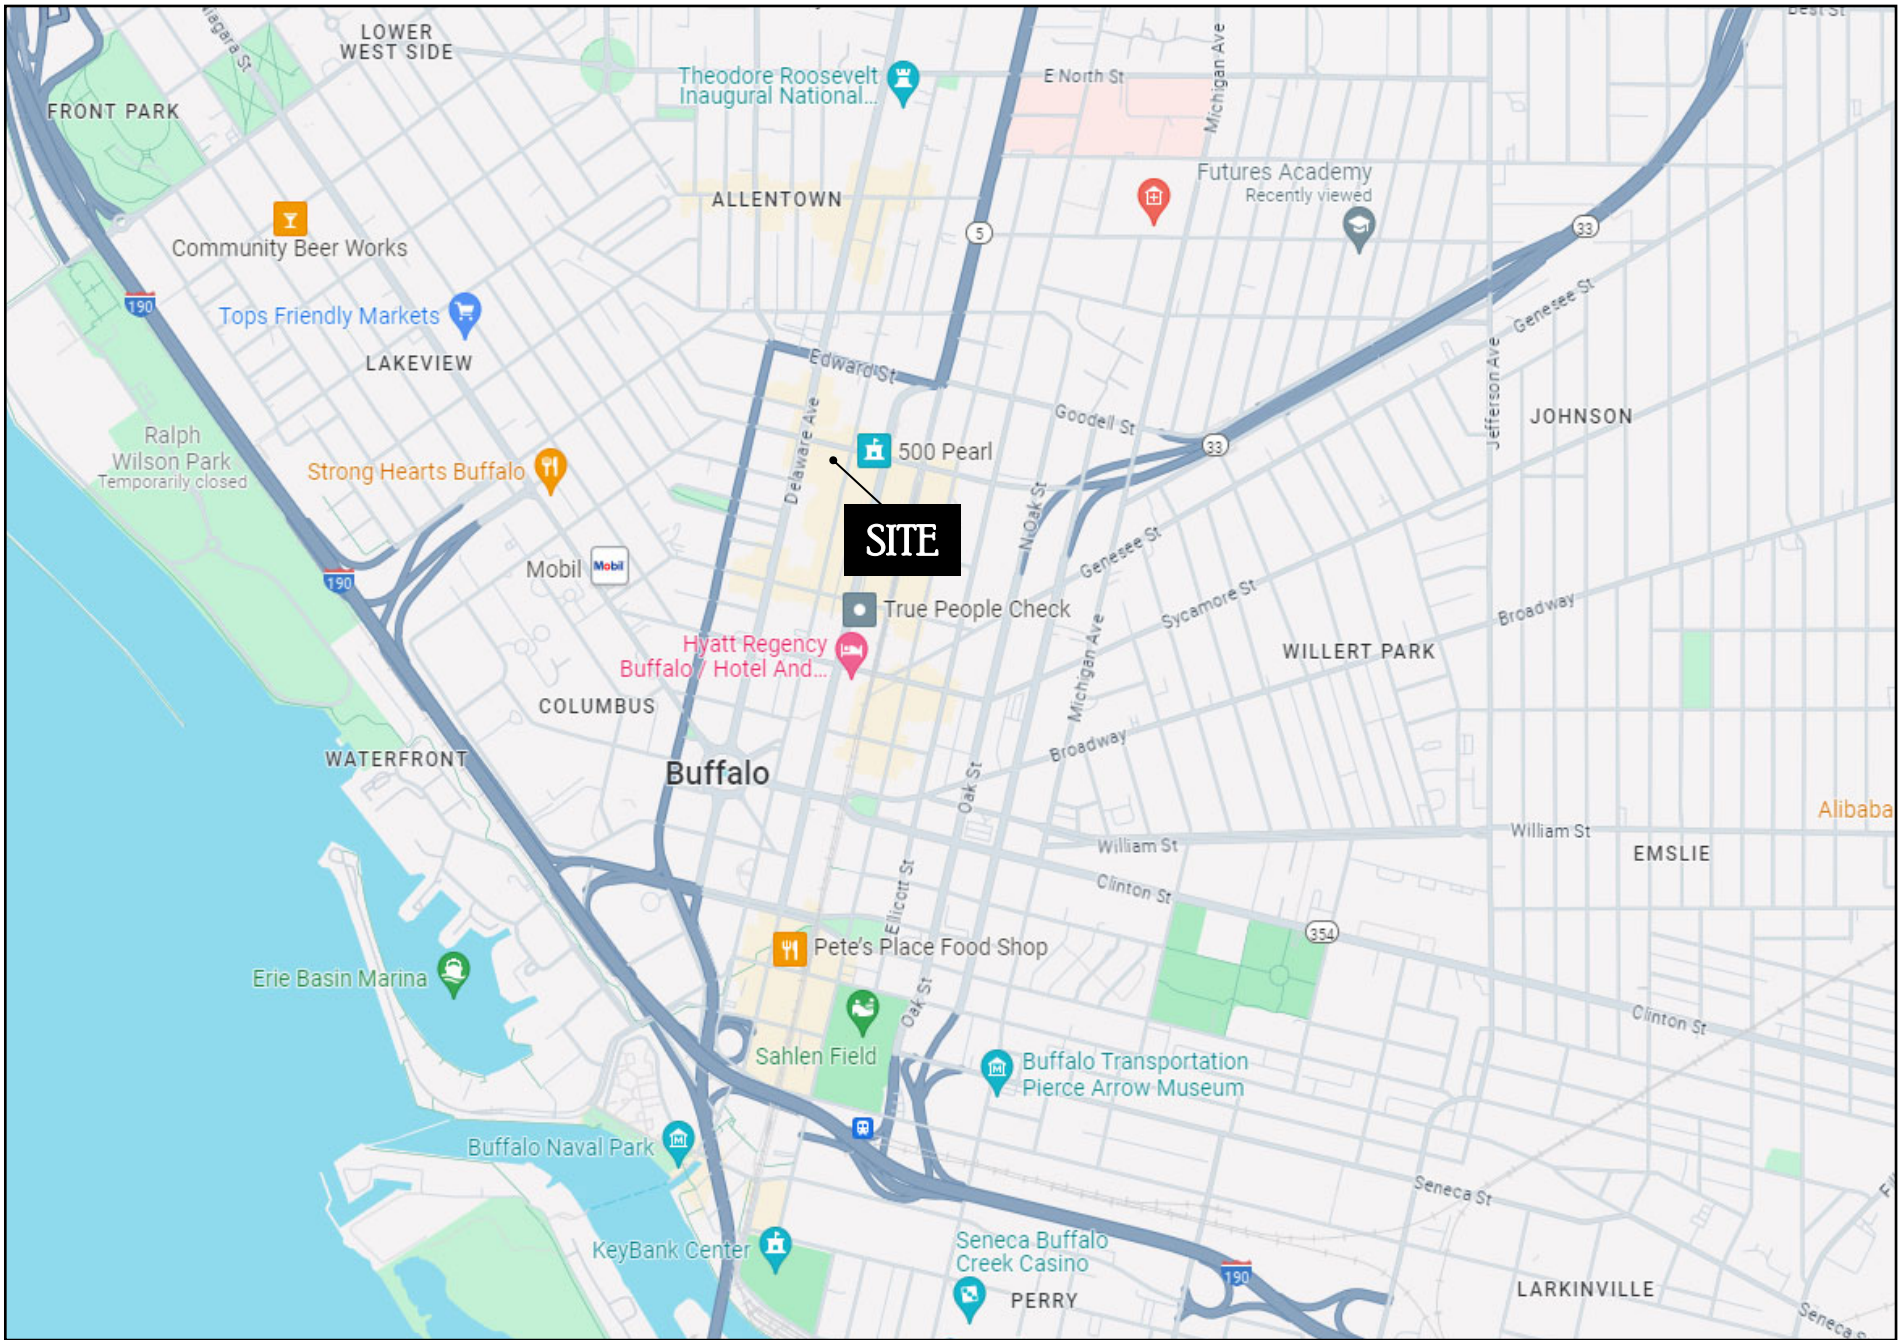 Best St
LOWER
WEST SIDE
Niagara St
Theodore Roosevelt
Inaugural National...
E North St
Michigan Ave
FRONT PARK
Futures Academy
Recently viewed
ALLENTOWN
5
33
Community Beer Works
190
Tops Friendly Markets
Genesee St
LAKEVIEW
Edward St
Jefferson Ave
Goodell St
JOHNSON
Delaware Ave
33
Ralph
Wilson Park
Temporarily closed
500 Pearl
Strong Hearts Buffalo
N Oak St
SITE
Genesee St
190
Mobil
Mobil
Sycamore St
Broadway
True People Check
Hyatt Regency
Buffalo / Hotel And...
Michigan Ave
WILLERT PARK
COLUMBUS
Broadway
WATERFRONT
Buffalo
Oak St
Alibaba
William St
William St
EMSLIE
Clinton St
Ellicott St
354
Pete's Place Food Shop
Erie Basin Marina
Oak St
Clinton St
Sahlen Field
Buffalo Transportation
Pierce Arrow Museum
Buffalo Naval Park
Seneca St
KeyBank Center
Seneca Buffalo
Creek Casino
190
PERRY
LARKINVILLE
Seneca S